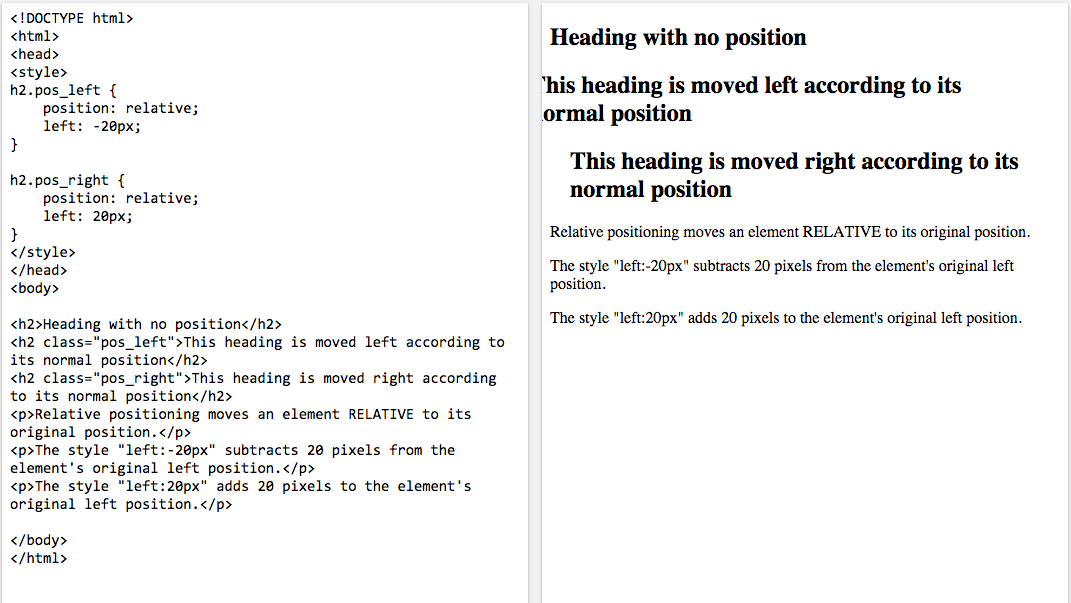 <!DOCTYPE html>
<html>
<head>
<style>
h2.pos_left {
    position: relative;
    left: -20px;
}

h2.pos_right {
    position: relative;
    left: 20px;
}
</style>
</head>
<body>

<h2>Heading with no position</h2>
<h2 class="pos_left">This heading is moved left according to
its normal position</h2>
<h2 class="pos_right">This heading is moved right according
to its normal position</h2>
<p>Relative positioning moves an element RELATIVE to its
original position.</p>
<p>The style "left:-20px" subtracts 20 pixels from the
element's original left position.</p>
<p>The style "left:20px" adds 20 pixels to the element's
original left position.</p>

</body>
</html>
Heading with no position
This heading is moved left according to its
normal position
This heading is moved right according to its
normal position
Relative positioning moves an element RELATIVE to its original position.
The style "left:-20px" subtracts 20 pixels from the element's original left
position.
The style "left:20px" adds 20 pixels to the element's original left position.